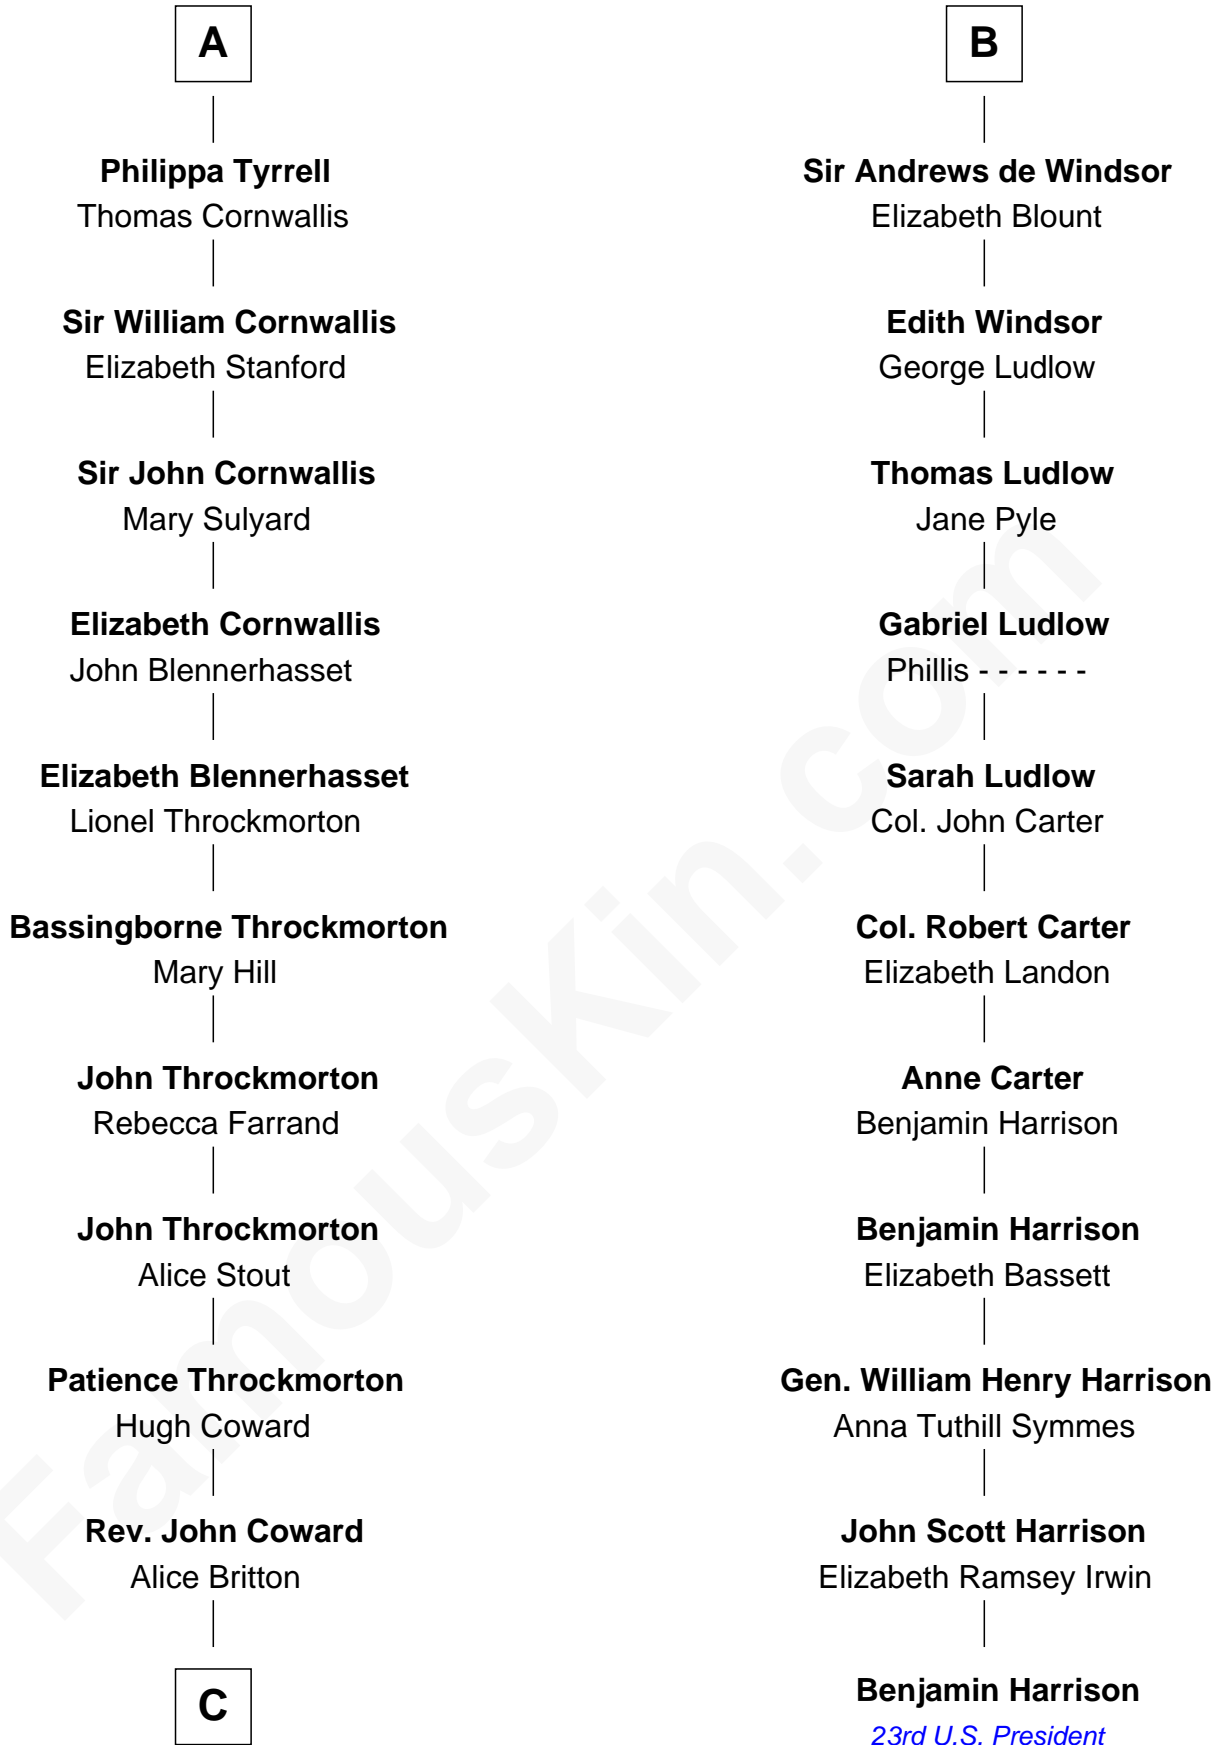 A
Philippa Tyrrell
Thomas Cornwallis
Sir William Cornwallis
Elizabeth Stanford
Sir John Cornwallis
Mary Sulyard
Elizabeth Cornwallis
John Blennerhasset
Elizabeth Blennerhasset
Lionel Throckmorton
Bassingborne Throckmorton
Mary Hill
John Throckmorton
Rebecca Farrand
John Throckmorton
Alice Stout
Patience Throckmorton
Hugh Coward
Rev. John Coward
Alice Britton
C
B
Sir Andrews de Windsor
Elizabeth Blount
Edith Windsor
George Ludlow
Thomas Ludlow
Jane Pyle
Gabriel Ludlow
Phillis - - - - - -
Sarah Ludlow
Col. John Carter
Col. Robert Carter
Elizabeth Landon
Anne Carter
Benjamin Harrison
Benjamin Harrison
Elizabeth Bassett
Gen. William Henry Harrison
Anna Tuthill Symmes
John Scott Harrison
Elizabeth Ramsey Irwin
Benjamin Harrison
23rd U.S. President
FamousKin.com